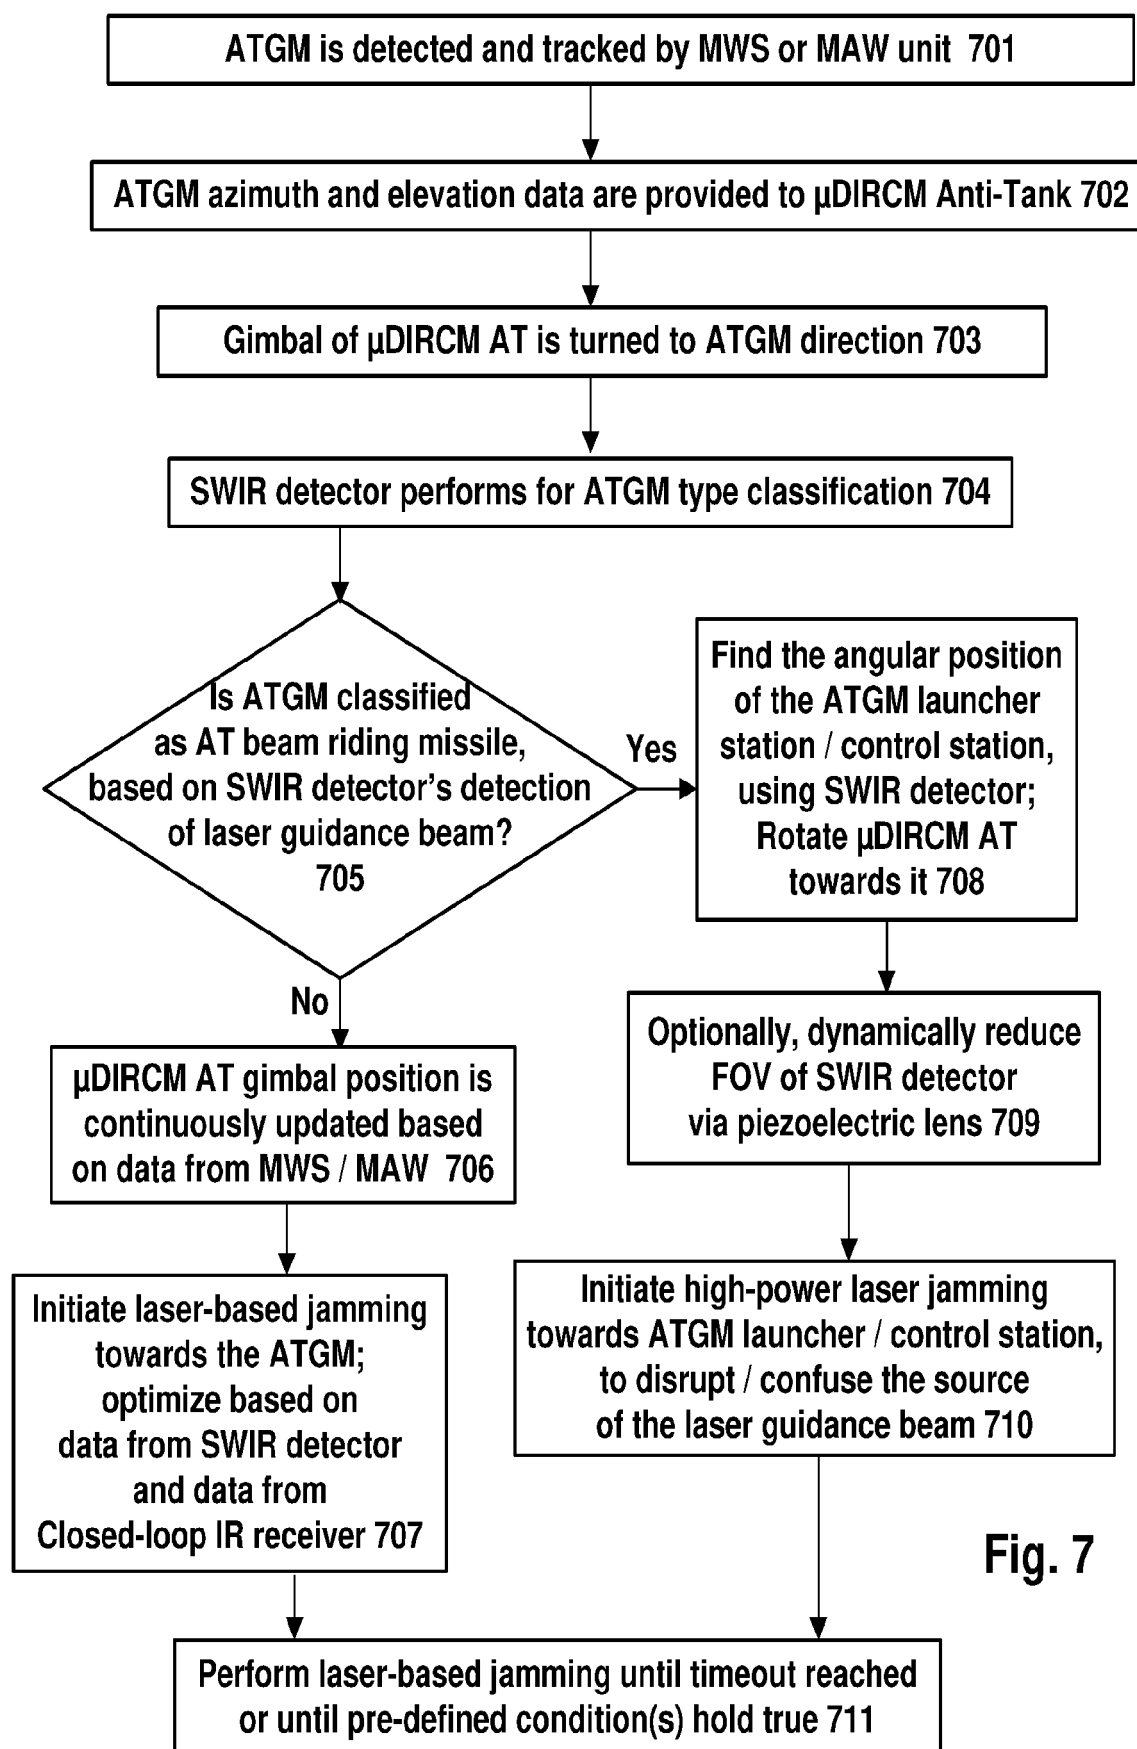 ATGM is detected and tracked by MWS or MAW unit 701
ATGM azimuth and elevation data are provided to µDIRCM Anti-Tank 702
Gimbal of µDIRCM AT is turned to ATGM direction 703
SWIR detector performs for ATGM type classification 704
Is ATGM classified
as AT beam riding missile,
based on SWIR detector's detection
of laser guidance beam?
705
Yes
Find the angular position
of the ATGM launcher
station / control station,
using SWIR detector;
Rotate µDIRCM AT
towards it 708
No
µDIRCM AT gimbal position is
continuously updated based
on data from MWS / MAW 706
Optionally, dynamically reduce
FOV of SWIR detector
via piezoelectric lens 709
Initiate laser-based jamming
towards the ATGM;
optimize based on
data from SWIR detector
and data from
Closed-loop IR receiver 707
Initiate high-power laser jamming
towards ATGM launcher / control station,
to disrupt / confuse the source
of the laser guidance beam 710
Fig. 7
Perform laser-based jamming until timeout reached
or until pre-defined condition(s) hold true 711